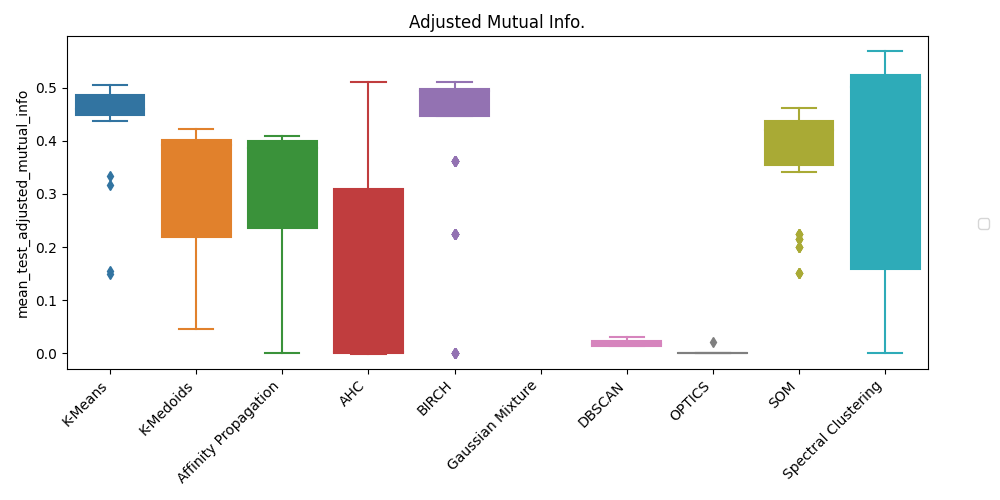 Adjusted Mutual Info.
mean_test_adjusted_mutual_info
0.5
0.4
0.3
0.2
0.1
0.0
K-Means
K-Medoids
Affinity Propagation
AHC
BIRCH
Gaussian Mixture
DBSCAN
OPTICS
SOM
Spectral Clustering